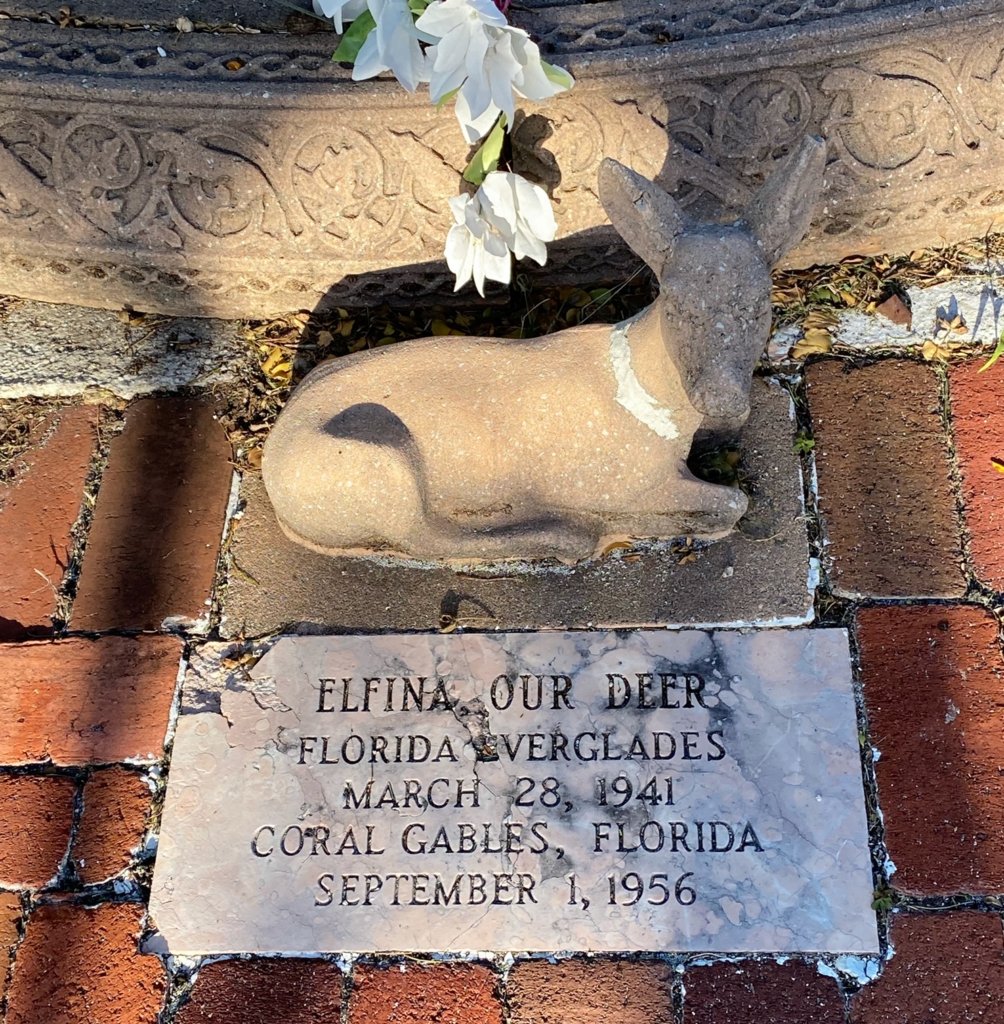 ELFINA, OUR DEER
FLORIDA EVERGLADES
MARCH 28, 1941
CORAL GABLES, FLORIDA
SEPTEMBER 1, 1956